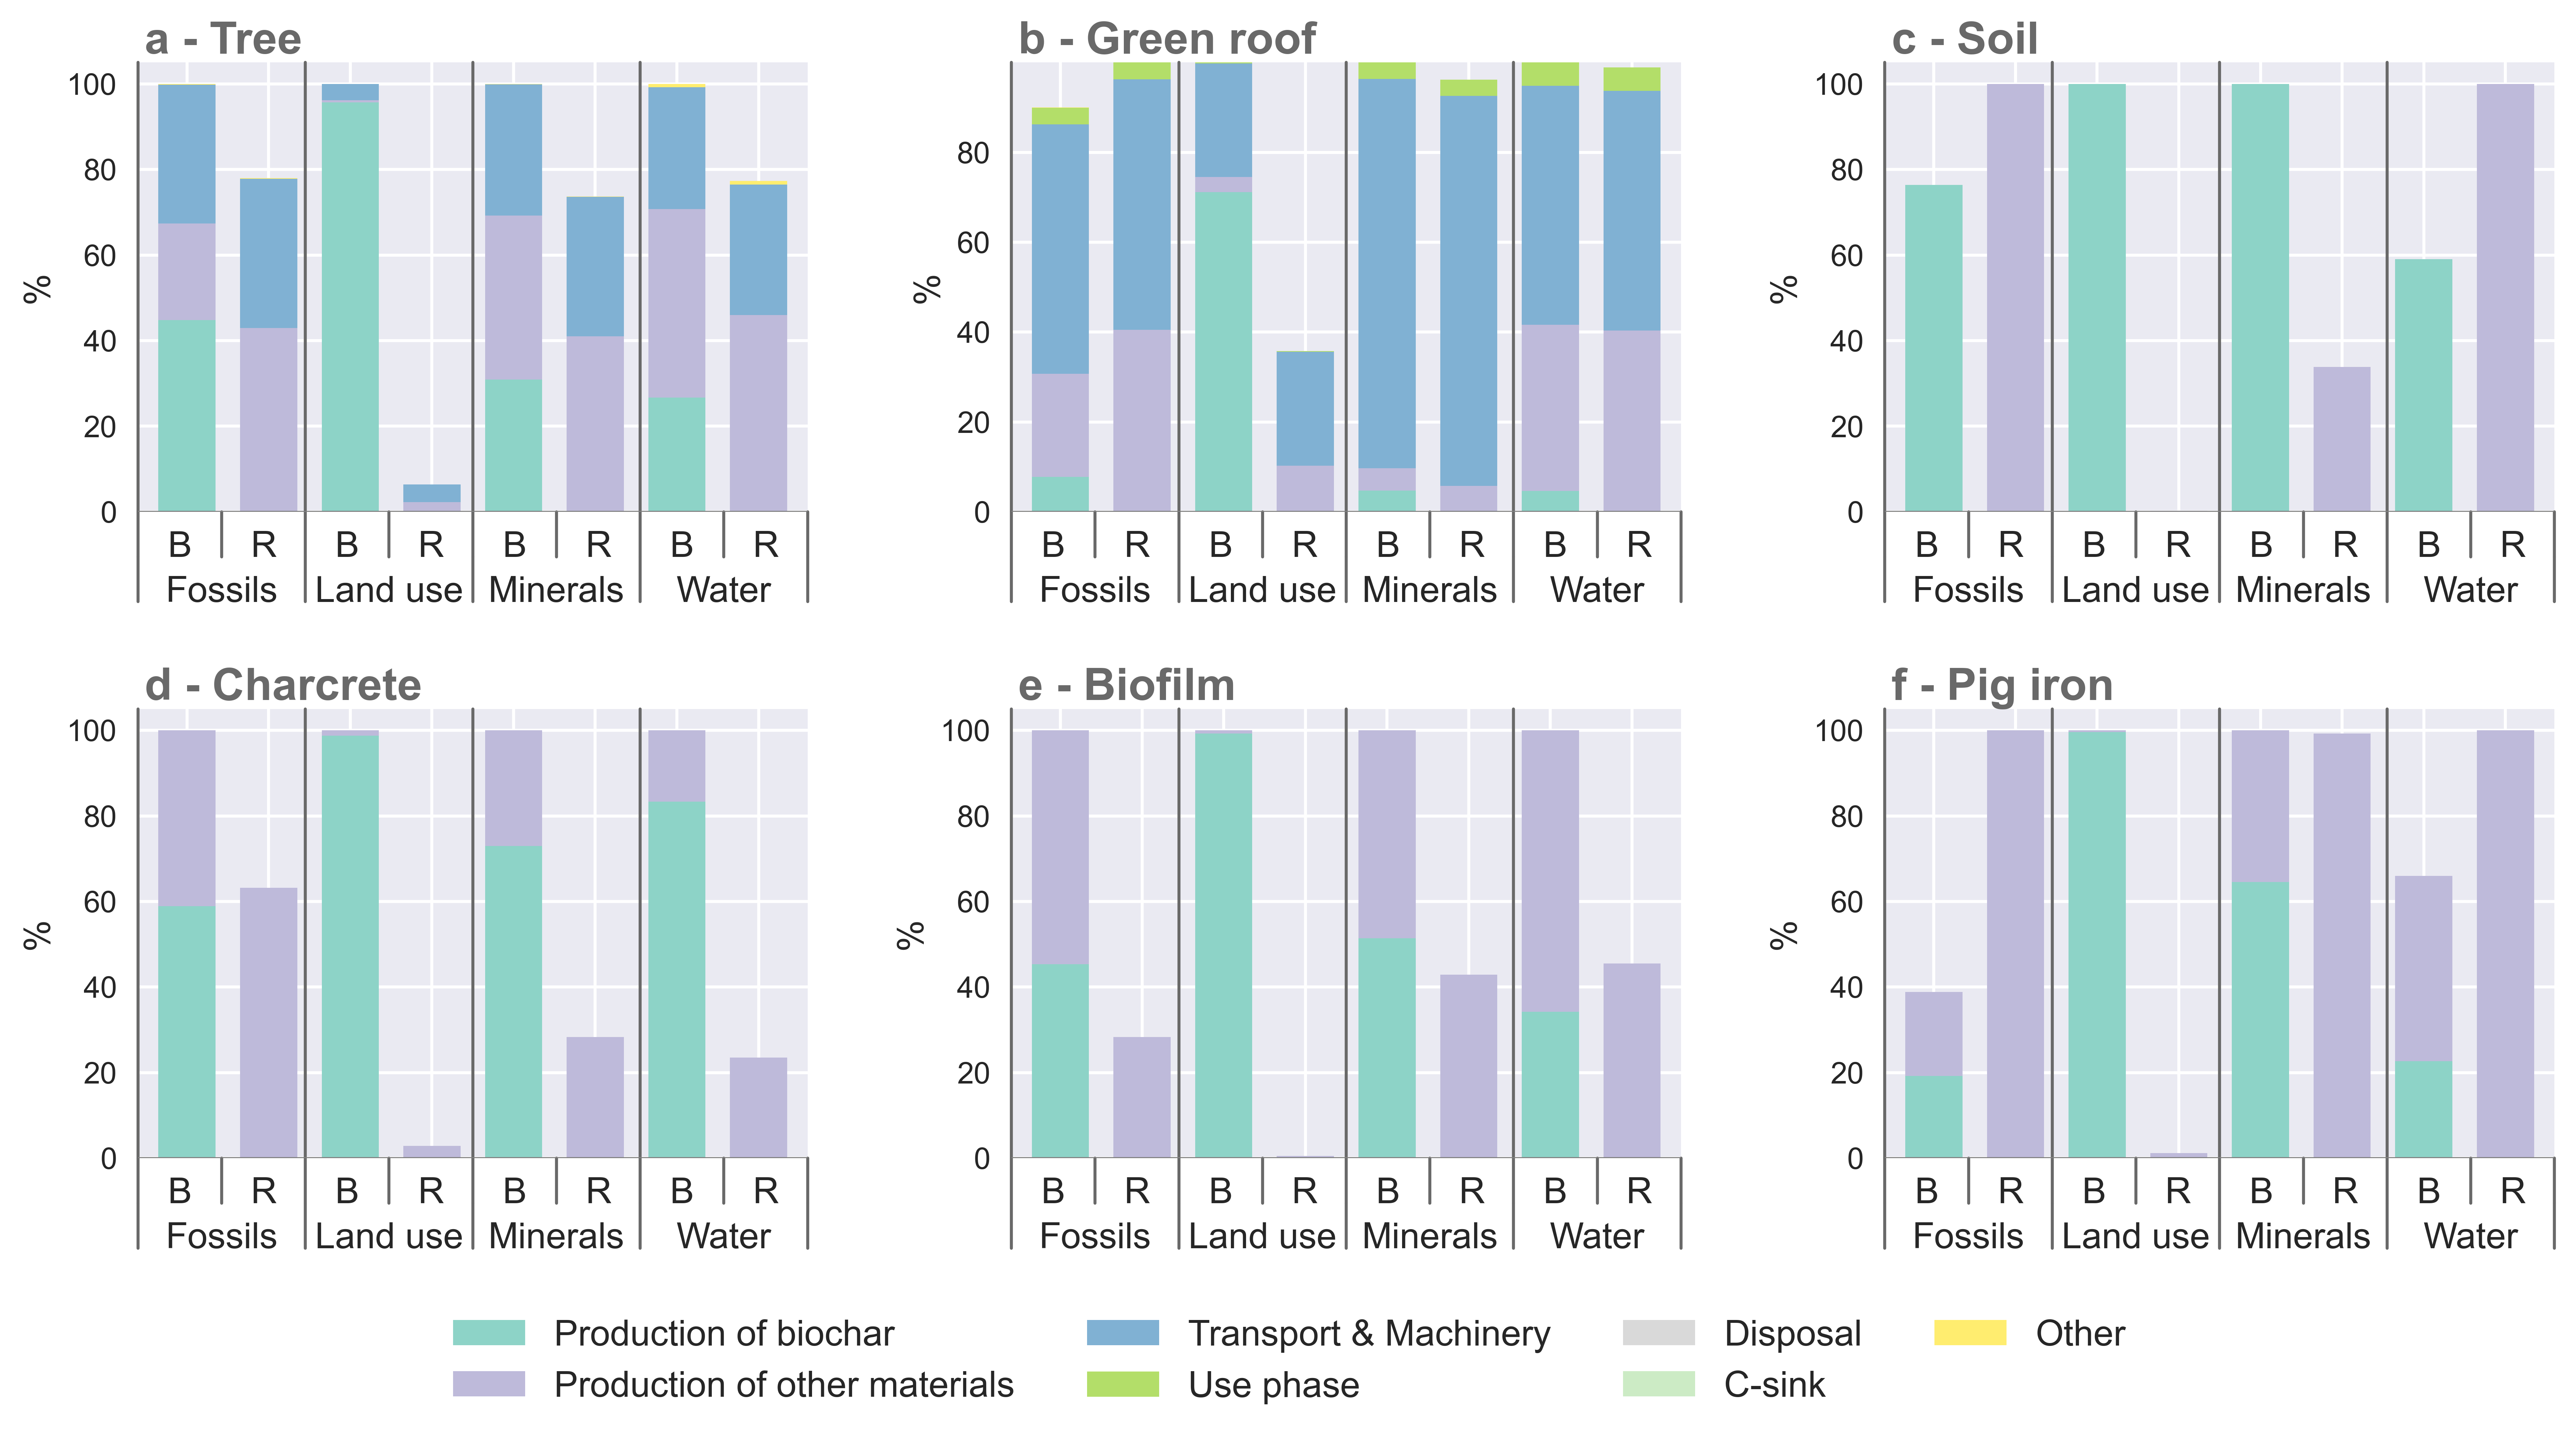 a - Tree
b - Green roof
c - Soil
100
80
60
40
20
0
%
B R B R B R B R
Fossils Land use Minerals Water
80
60
40
20
0
%
B R B R B R B R
Fossils Land use Minerals Water
100
80
60
40
20
0
%
B R B R B R B R
Fossils Land use Minerals Water
d - Charcrete
e - Biofilm
f - Pig iron
100
80
60
40
20
0
%
B R B R B R B R
Fossils Land use Minerals Water
100
80
60
40
20
0
%
B R B R B R B R
Fossils Land use Minerals Water
100
80
60
40
20
0
%
B R B R B R B R
Fossils Land use Minerals Water
Production of biochar
Transport & Machinery
Disposal
Other
Production of other materials
Use phase
C-sink